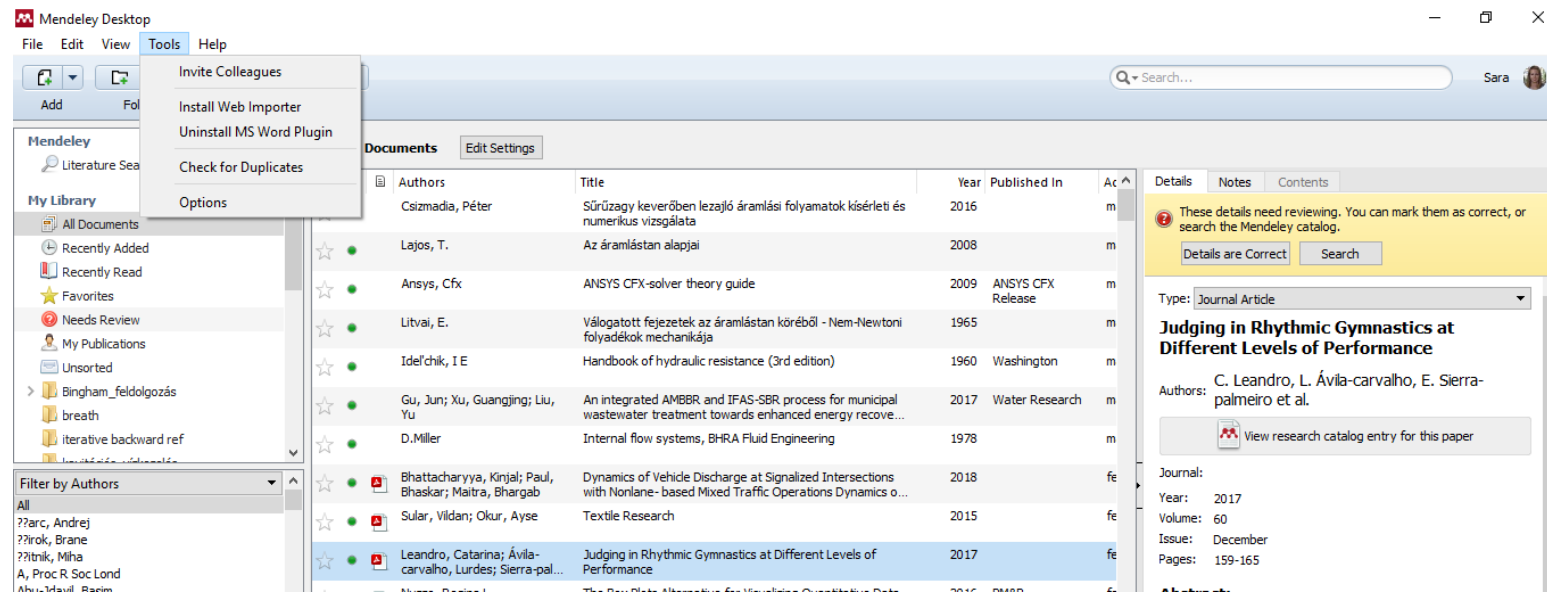 Mendeley Desktop
File Edit View Tools Help
Invite Colleagues
Install Web Importer
Uninstall MS Word Plugin
Check for Duplicates
Options
Search...
Sara
Add
Fol
Mendeley
Literature Sea
My Library
All Documents
Recently Added
Recently Read
Favorites
Needs Review
My Publications
Unsorted
Bingham_feldolgozás
breath
iterative backward ref
Filter by Authors
All
??arc, Andrej
??irok, Brane
??itnik, Miha
A, Proc R Soc Lond
Abu-Jdayil, Basim
Documents Edit Settings
Authors Title Year Published In Ac
Csizmadia, Péter Sűrűzagy keverőben lezajló áramlási folyamatok kísérleti és 2016 m
numerikus vizsgálata
Lajos, T. Az áramlástan alapjai 2008 m
Ansys, Cfx ANSYS CFX-solver theory guide 2009 ANSYS CFX m
Release
Litvai, E. Válogatott fejezetek az áramlástan köréből - Nem-Newtoni 1965 m
folyadékok mechanikája
Idel'chik, I E Handbook of hydraulic resistance (3rd edition) 1960 Washington m
Gu, Jun; Xu, Guangjing; Liu, An integrated AMBBR and IFAS-SBR process for municipal 2017 Water Research m
Yu wastewater treatment towards enhanced energy recove...
D.Miller Internal flow systems, BHRA Fluid Engineering 1978 m
Bhattacharyya, Kinjal; Paul, Dynamics of Vehicle Discharge at Signalized Intersections 2018 fe
Bhaskar; Maitra, Bhargab with Nonlane- based Mixed Traffic Operations Dynamics o...
Sular, Vildan; Okur, Ayse Textile Research 2015 fe
Leandro, Catarina; Ávila- Judging in Rhythmic Gymnastics at Different Levels of 2017 fe
carvalho, Lurdes; Sierra-pal... Performance
Details Notes Contents
These details need reviewing. You can mark them as correct, or
search the Mendeley catalog.
Details are Correct Search
Type: Journal Article
Judging in Rhythmic Gymnastics at
Different Levels of Performance
Authors: C. Leandro, L. Ávila-carvalho, E. Sierra-
palmeiro et al.
View research catalog entry for this paper
Journal:
Year: 2017
Volume: 60
Issue: December
Pages: 159-165